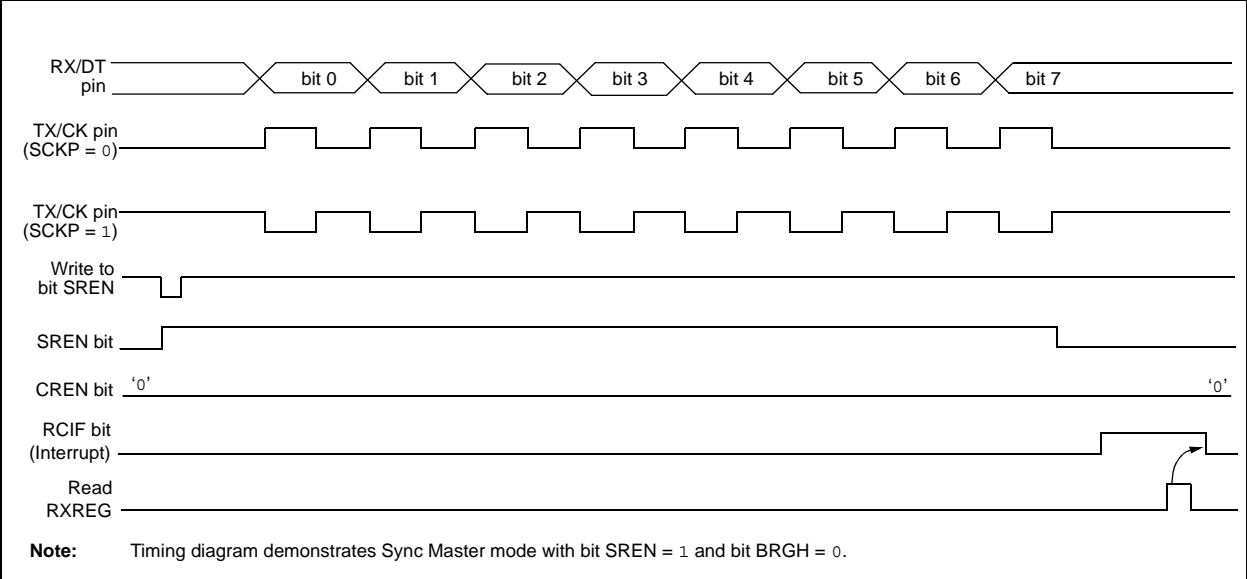 RX/DT
pin
bit 0 bit 1 bit 2 bit 3 bit 4 bit 5 bit 6 bit 7
TX/CK pin
(SCKP = 0)
TX/CK pin
(SCKP = 1)
Write to
bit SREN
SREN bit
CREN bit ‘0’ ‘0’
RCIF bit
(Interrupt)
Read
RXREG
Note: Timing diagram demonstrates Sync Master mode with bit SREN = 1 and bit BRGH = 0.